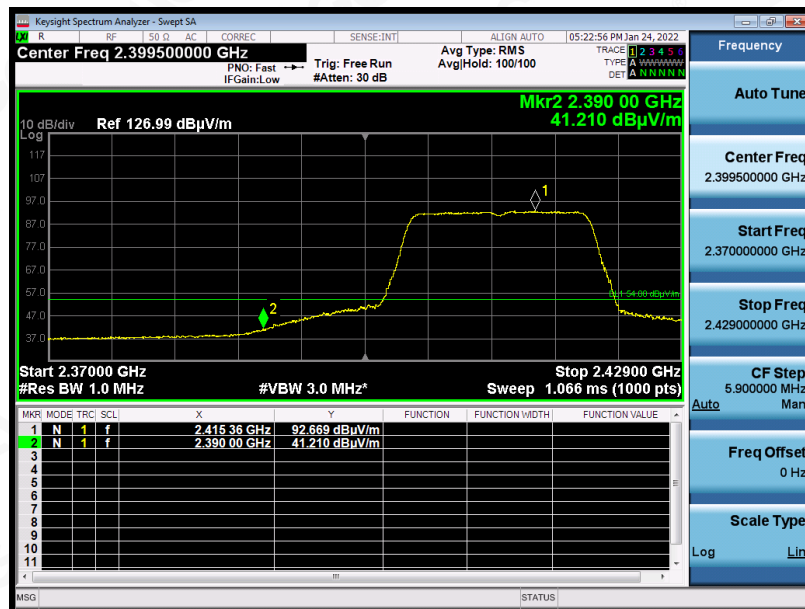 Keysight Spectrum Analyzer - Swept SA
LXI R RF 50 Ω AC CORREC SENSE:INT ALIGN AUTO 05:22:56 PM Jan 24, 2022
Center Freq 2.399500000 GHz
PNO: Fast
IFGain:Low
Trig: Free Run
#Atten: 30 dB
Avg Type: RMS
Avg|Hold: 100/100
TRACE 1 2 3 4 5 6
TYPE A WWWWW
DET A N N N N N
Mkr2 2.390 00 GHz
41.210 dBµV/m
10 dB/div Ref 126.99 dBµV/m
Log
117
107
97.0
87.0
77.0
67.0
57.0
47.0
37.0
1
2
DL1 54.00 dBµV/m
Start 2.37000 GHz Stop 2.42900 GHz
#Res BW 1.0 MHz #VBW 3.0 MHz* Sweep 1.066 ms (1000 pts)
MKR MODE TRC SCL X Y FUNCTION FUNCTION WIDTH FUNCTION VALUE
1 N 1 f 2.415 36 GHz 92.669 dBµV/m
2 N 1 f 2.390 00 GHz 41.210 dBµV/m
3
4
5
6
7
8
9
10
11
MSG STATUS
Frequency
Auto Tune
Center Freq
2.399500000 GHz
Start Freq
2.370000000 GHz
Stop Freq
2.429000000 GHz
CF Step
5.900000 MHz
Auto Man
Freq Offset
0 Hz
Scale Type
Log Lin